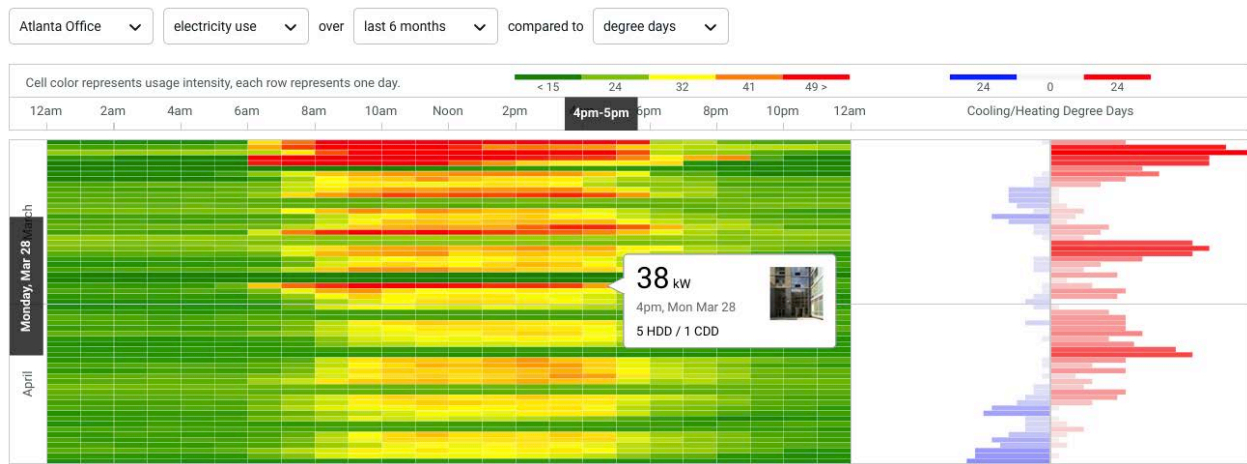 Atlanta Office electricity use over last 6 months compared to degree days
Cell color represents usage intensity, each row represents one day.
< 15 24 32 41 49 >
24 0 24
12am 2am 4am 6am 8am 10am Noon 2pm 4pm-5pm 6pm 8pm 10pm 12am
Cooling/Heating Degree Days
March
Monday, Mar 28
April
38 kW
4pm, Mon Mar 28
5 HDD / 1 CDD